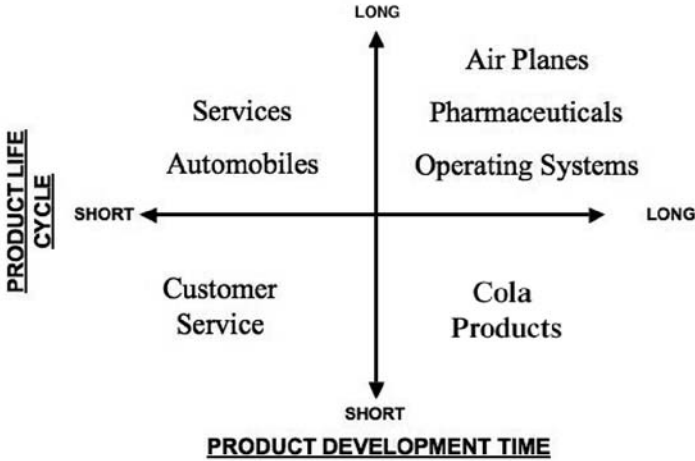 LONG
Air Planes
Services
Pharmaceuticals
Automobiles
Operating Systems
PRODUCT LIFE
CYCLE
SHORT
LONG
Customer
Service
Cola
Products
SHORT
PRODUCT DEVELOPMENT TIME